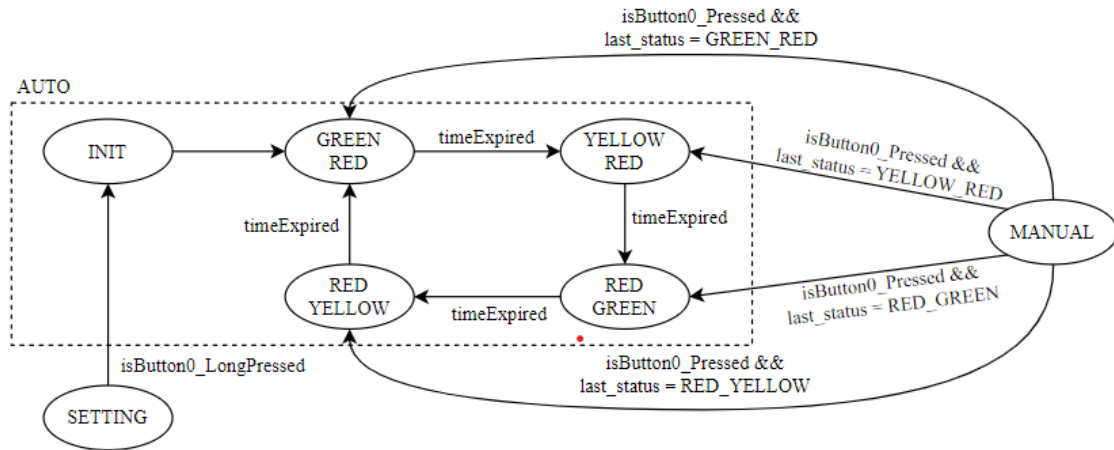 isButton0_Pressed &&
last_status = GREEN_RED
AUTO
INIT
GREEN
RED
timeExpired
YELLOW
RED
isButton0_Pressed &&
last_status = YELLOW_RED
timeExpired
timeExpired
MANUAL
RED
YELLOW
timeExpired
RED
GREEN
isButton0_Pressed &&
last_status = RED_GREEN
isButton0_LongPressed
isButton0_Pressed &&
last_status = RED_YELLOW
SETTING